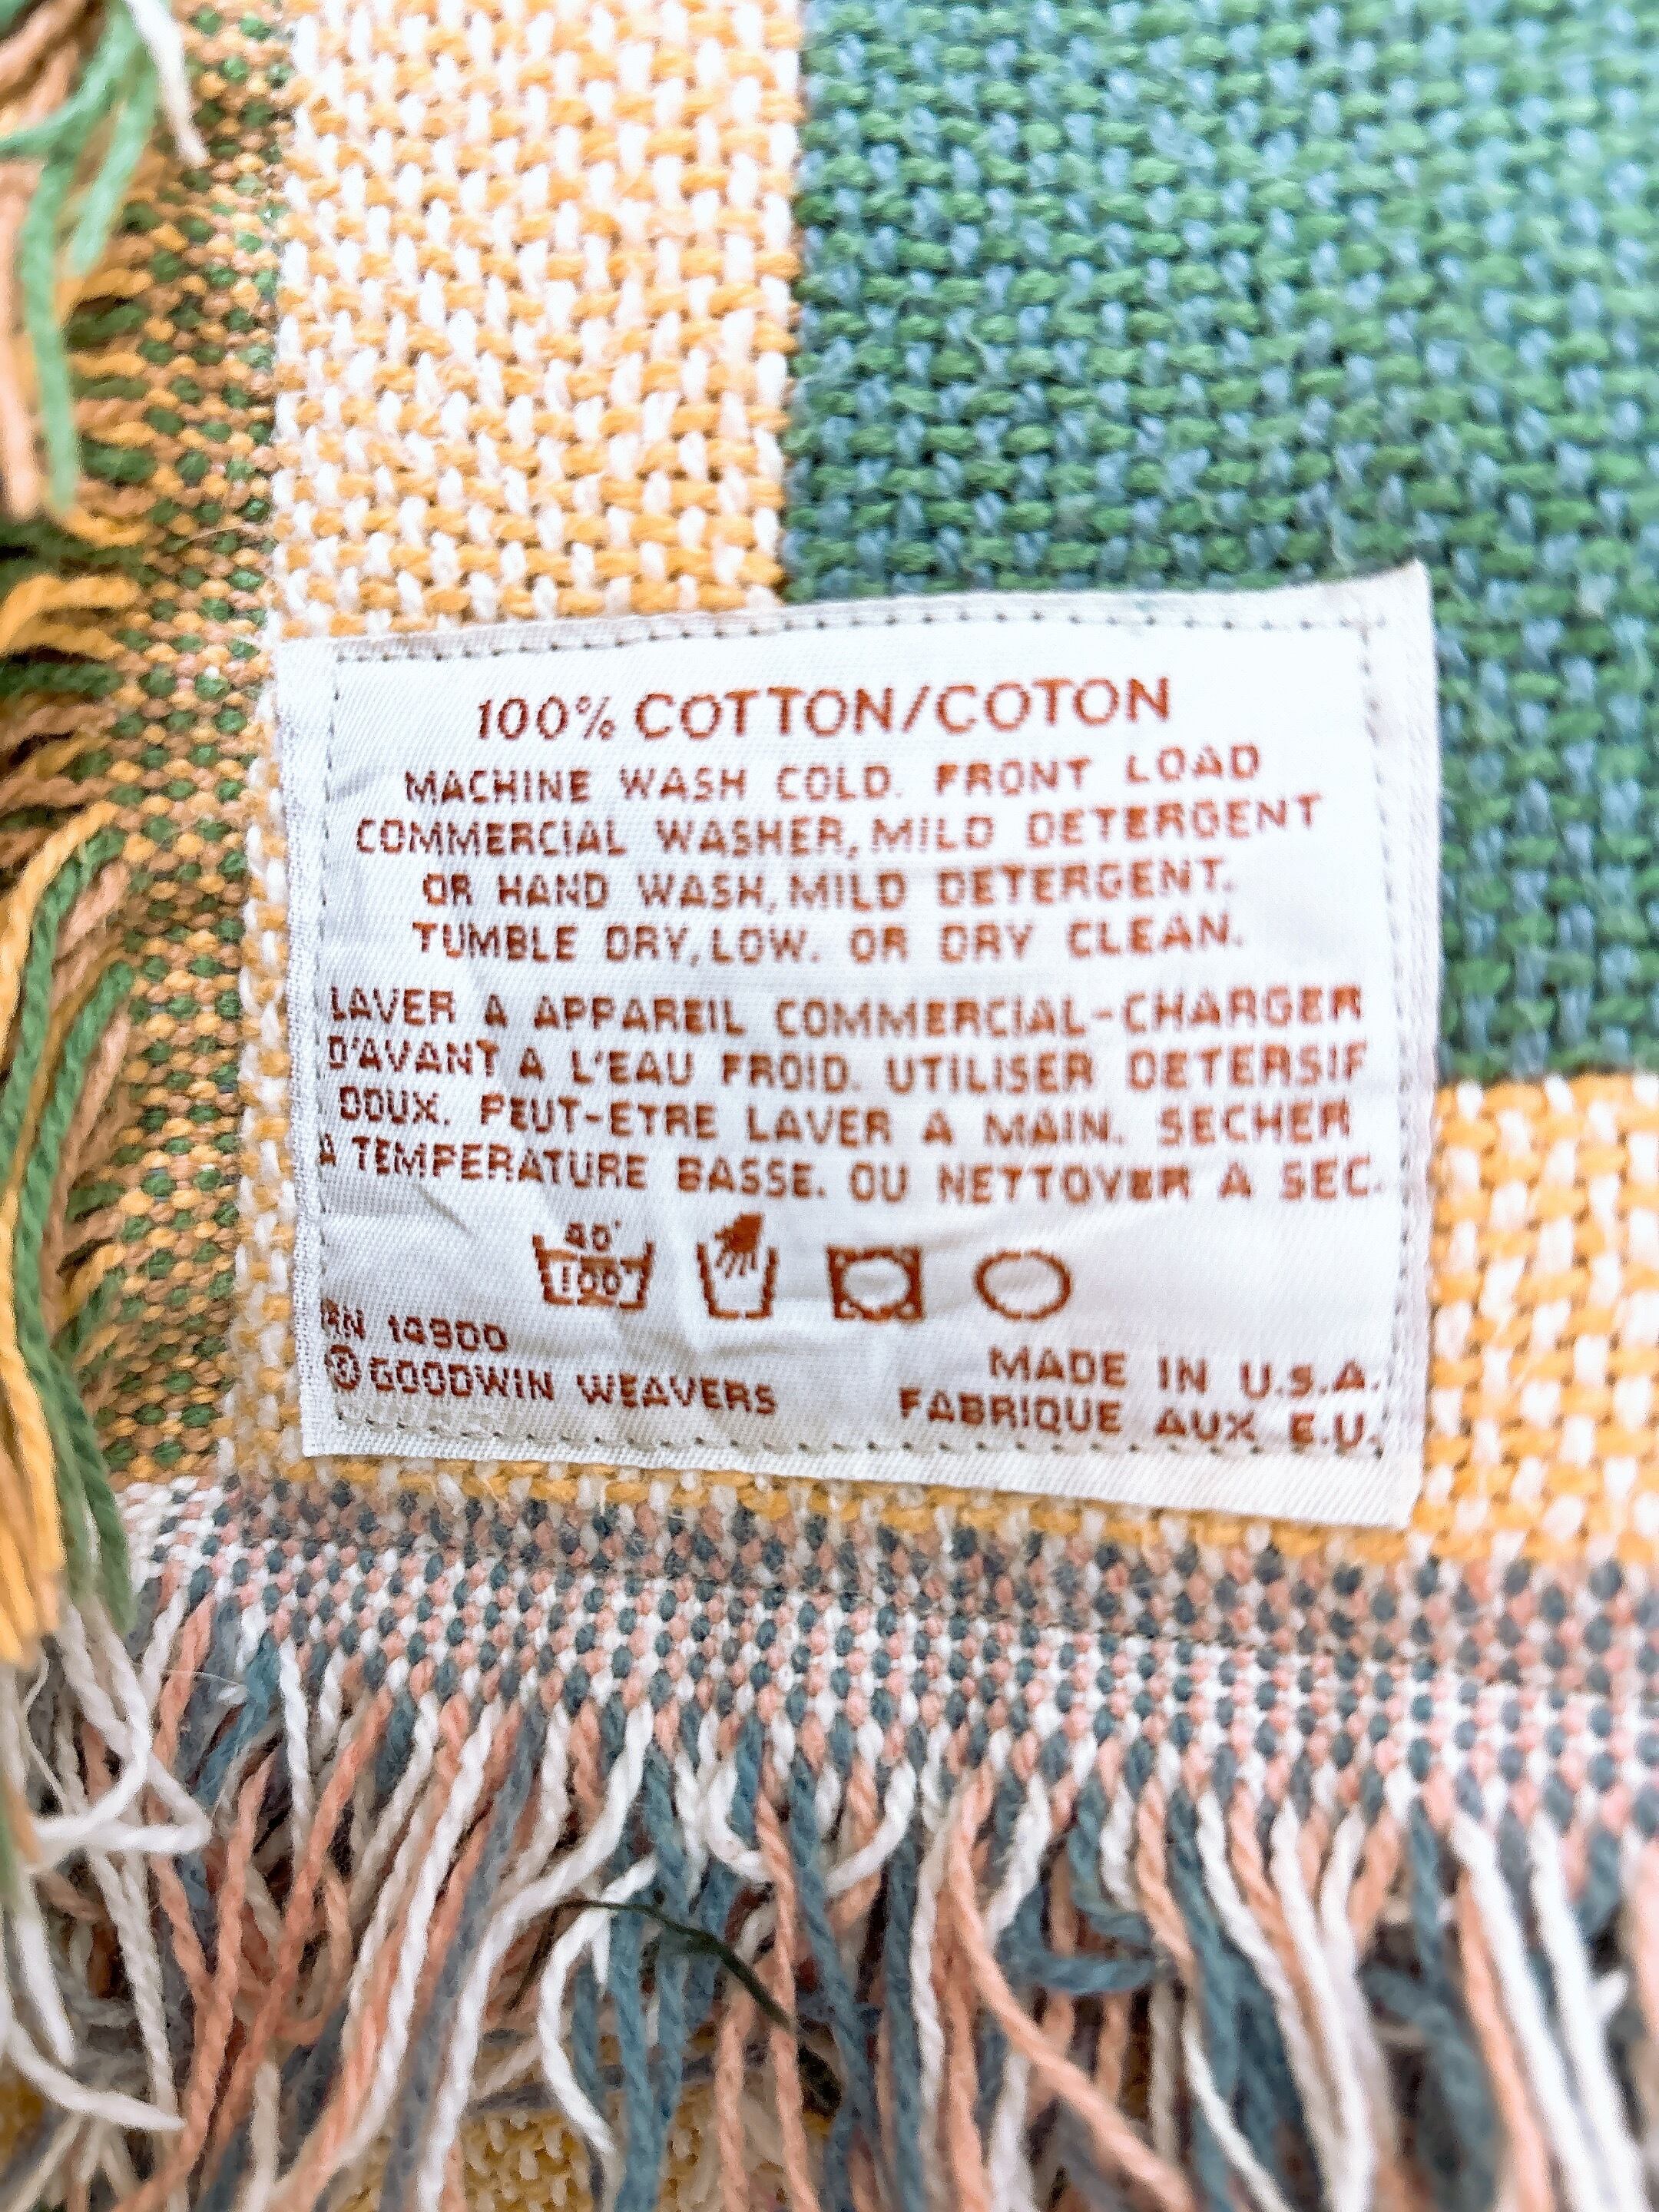 100% COTTON/COTON
MACHINE WASH COLD. FRONT LOAD
COMMERCIAL WASHER, MILD DETERGENT
OR HAND WASH, MILD DETERGENT.
TUMBLE DRY, LOW. OR DRY CLEAN.
LAVER A APPAREIL COMMERCIAL-CHARGER
D'AVANT A L'EAU FROID. UTILISER DETERSIF
DOUX. PEUT-ETRE LAVER A MAIN. SECHER
A TEMPERATURE BASSE. OU NETTOYER A SEC.
40°
100°
RN 14900
© GOODWIN WEAVERS
MADE IN U.S.A.
FABRIQUE AUX E.U.